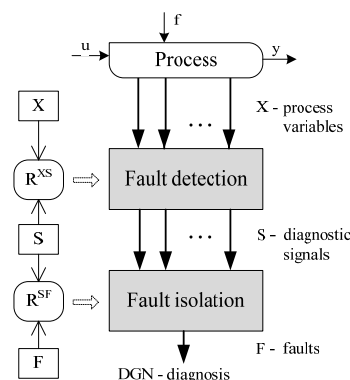 f
u
Process
y
X - process
variables
...
X
R^XS
Fault detection
S
...
S - diagnostic
signals
R^SF
Fault isolation
F - faults
F
DGN - diagnosis